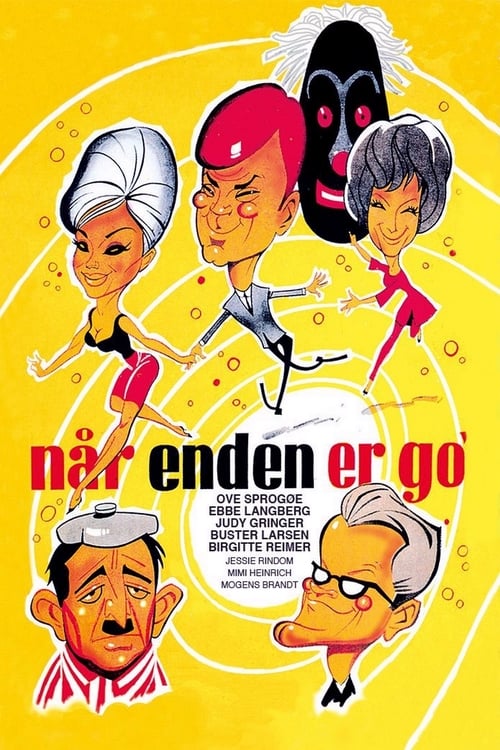 når enden er go'
OVE SPROGØE
EBBE LANGBERG
JUDY GRINGER
BUSTER LARSEN
BIRGITTE REIMER
JESSIE RINDOM
MIMI HEINRICH
MOGENS BRANDT